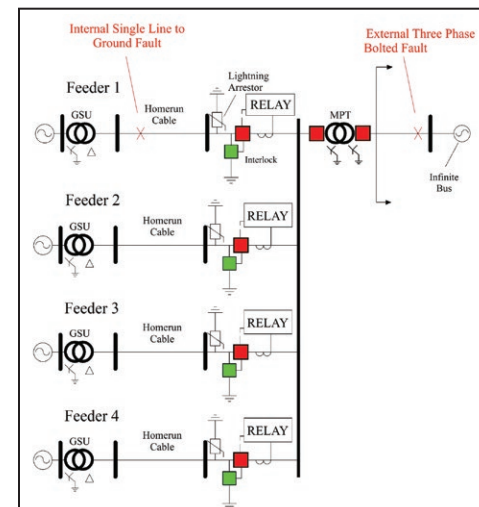 Internal Single Line to
Ground Fault
External Three Phase
Bolted Fault
Feeder 1
GSU
Homerun
Cable
Lightning
Arrestor
RELAY
Interlock
MPT
Infinite
Bus
Feeder 2
GSU
Homerun
Cable
RELAY
Feeder 3
GSU
Homerun
Cable
RELAY
Feeder 4
GSU
Homerun
Cable
RELAY